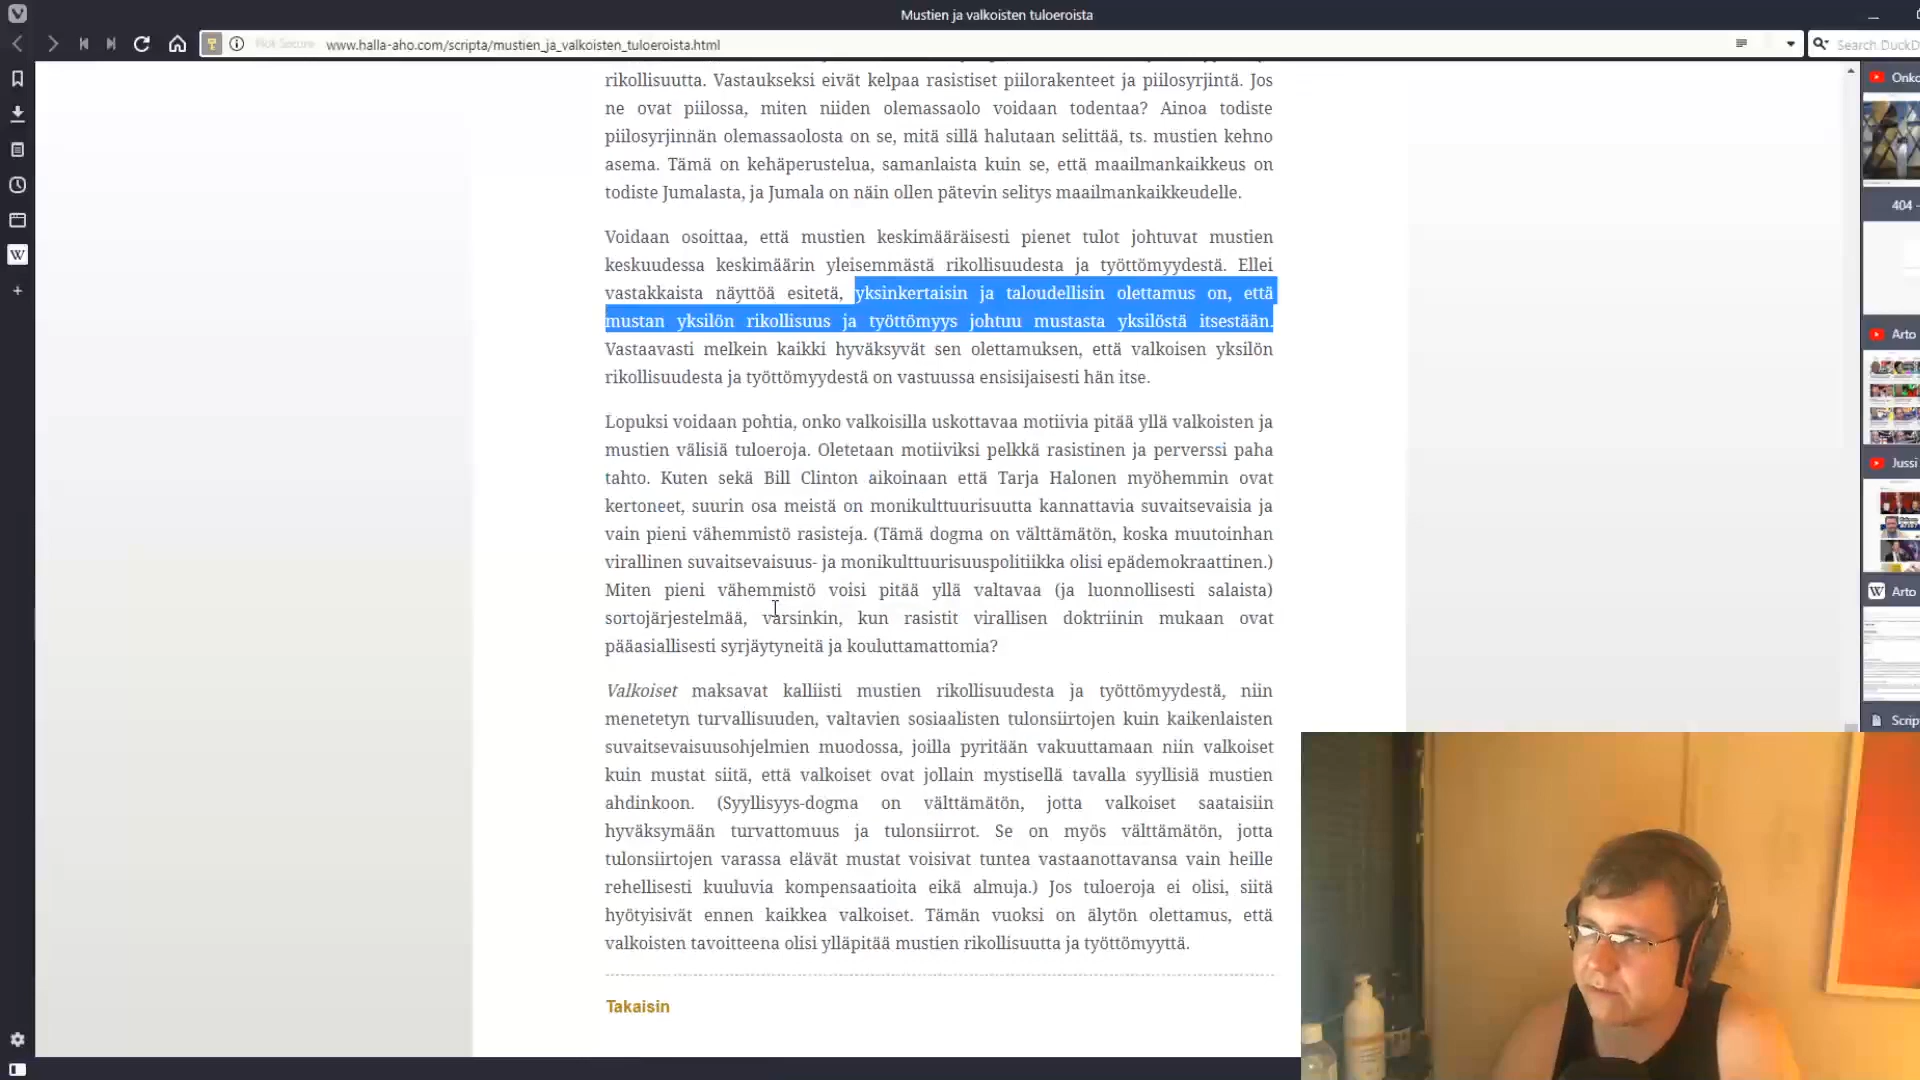 Mustien ja valkoisten tuloeroista
Not Secure
www.halla-aho.com/scripta/mustien_ja_valkoisten_tuloeroista.html
Search DuckD
rikollisuutta. Vastaukseksi eivät kelpaa rasistiset piilorakenteet ja piilosyrjintä. Jos
ne ovat piilossa, miten niiden olemassaolo voidaan todentaa? Ainoa todiste
piilosyrjinnän olemassaolosta on se, mitä sillä halutaan selittää, ts. mustien kehno
asema. Tämä on kehäperustelua, samanlaista kuin se, että maailmankaikkeus on
todiste Jumalasta, ja Jumala on näin ollen pätevin selitys maailmankaikkeudelle.
Voidaan osoittaa, että mustien keskimääräisesti pienet tulot johtuvat mustien
keskuudessa keskimäärin yleisemmästä rikollisuudesta ja työttömyydestä. Ellei
vastakkaista näyttöä esitetä, yksinkertaisin ja taloudellisin olettamus on, että
mustan yksilön rikollisuus ja työttömyys johtuu mustasta yksilöstä itsestään.
Vastaavasti melkein kaikki hyväksyvät sen olettamuksen, että valkoisen yksilön
rikollisuudesta ja työttömyydestä on vastuussa ensisijaisesti hän itse.
Lopuksi voidaan pohtia, onko valkoisilla uskottavaa motiivia pitää yllä valkoisten ja
mustien välisiä tuloeroja. Oletetaan motiiviksi pelkkä rasistinen ja perverssi paha
tahto. Kuten sekä Bill Clinton aikoinaan että Tarja Halonen myöhemmin ovat
kertoneet, suurin osa meistä on monikulttuurisuutta kannattavia suvaitsevaisia ja
vain pieni vähemmistö rasisteja. (Tämä dogma on välttämätön, koska muutoinhan
virallinen suvaitsevaisuus- ja monikulttuurisuuspolitiikka olisi epädemokraattinen.)
Miten pieni vähemmistö voisi pitää yllä valtavaa (ja luonnollisesti salaista)
sortojärjestelmää, varsinkin, kun rasistit virallisen doktriinin mukaan ovat
pääasiallisesti syrjäytyneitä ja kouluttamattomia?
Valkoiset maksavat kalliisti mustien rikollisuudesta ja työttömyydestä, niin
menetetyn turvallisuuden, valtavien sosiaalisten tulonsiirtojen kuin kaikenlaisten
suvaitsevaisuusohjelmien muodossa, joilla pyritään vakuuttamaan niin valkoiset
kuin mustat siitä, että valkoiset ovat jollain mystisellä tavalla syyllisiä mustien
ahdinkoon. (Syyllisyys-dogma on välttämätön, jotta valkoiset saataisiin
hyväksymään turvattomuus ja tulonsiirrot. Se on myös välttämätön, jotta
tulonsiirtojen varassa elävät mustat voisivat tuntea vastaanottavansa vain heille
rehellisesti kuuluvia kompensaatioita eikä almuja.) Jos tuloeroja ei olisi, siitä
hyötyisivät ennen kaikkea valkoiset. Tämän vuoksi on älytön olettamus, että
valkoisten tavoitteena olisi ylläpitää mustien rikollisuutta ja työttömyyttä.
Takaisin
Onko
404 -
Arto
Jussi
W Arto
Scrip
W